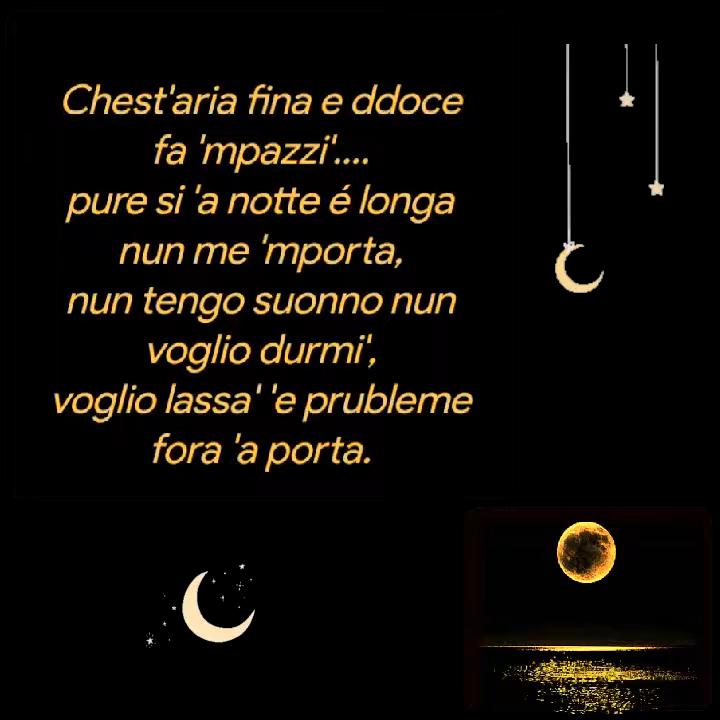 Chest'aria fina e ddoce
fa 'mpazzi'....
pure si 'a notte é longa
nun me 'mporta,
nun tengo suonno nun
voglio durmi',
voglio lassa' 'e prubleme
fora 'a porta.